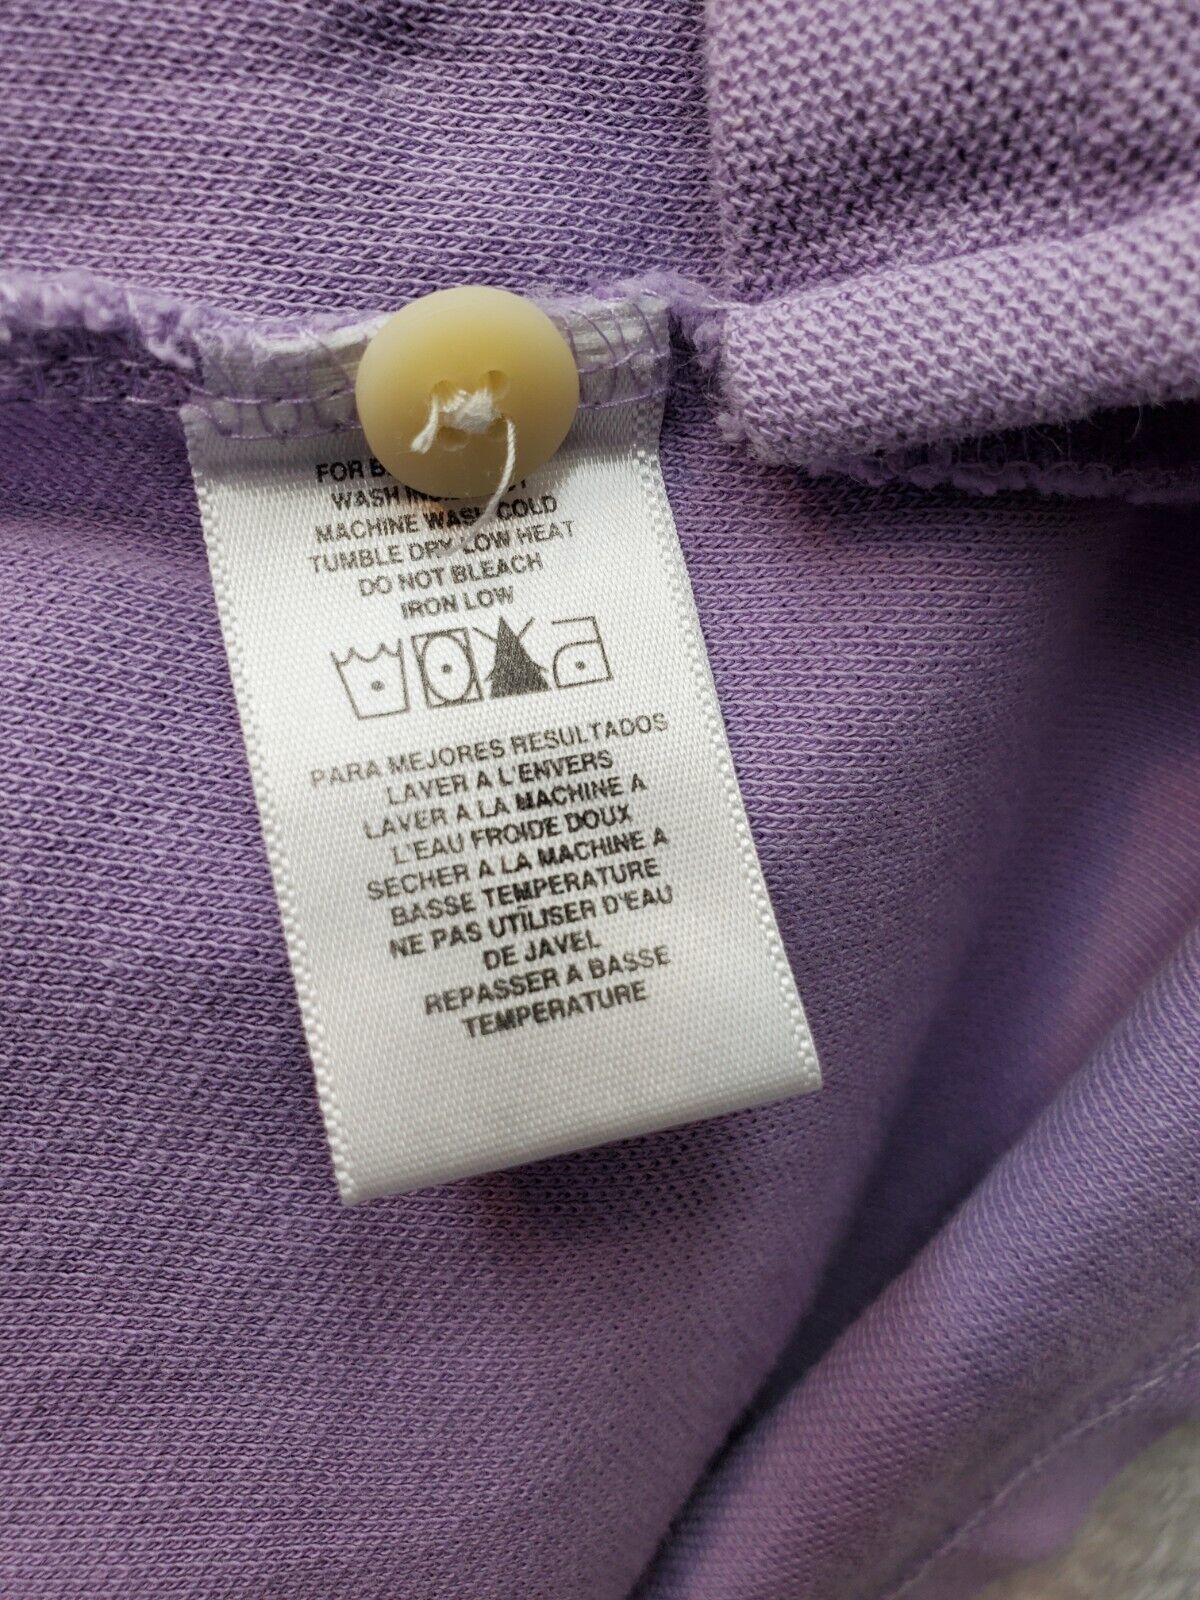 FOR
WASH
MACHINE WASH COLD
TUMBLE DRY LOW HEAT
DO NOT BLEACH
IRON LOW
PARA MEJORES RESULTADOS
LAVER A L'ENVERS
LAVER A LA MACHINE A
L'EAU FROIDE DOUX
SECHER A LA MACHINE A
BASSE TEMPERATURE
NE PAS UTILISER D'EAU
DE JAVEL
REPASSER A BASSE
TEMPERATURE